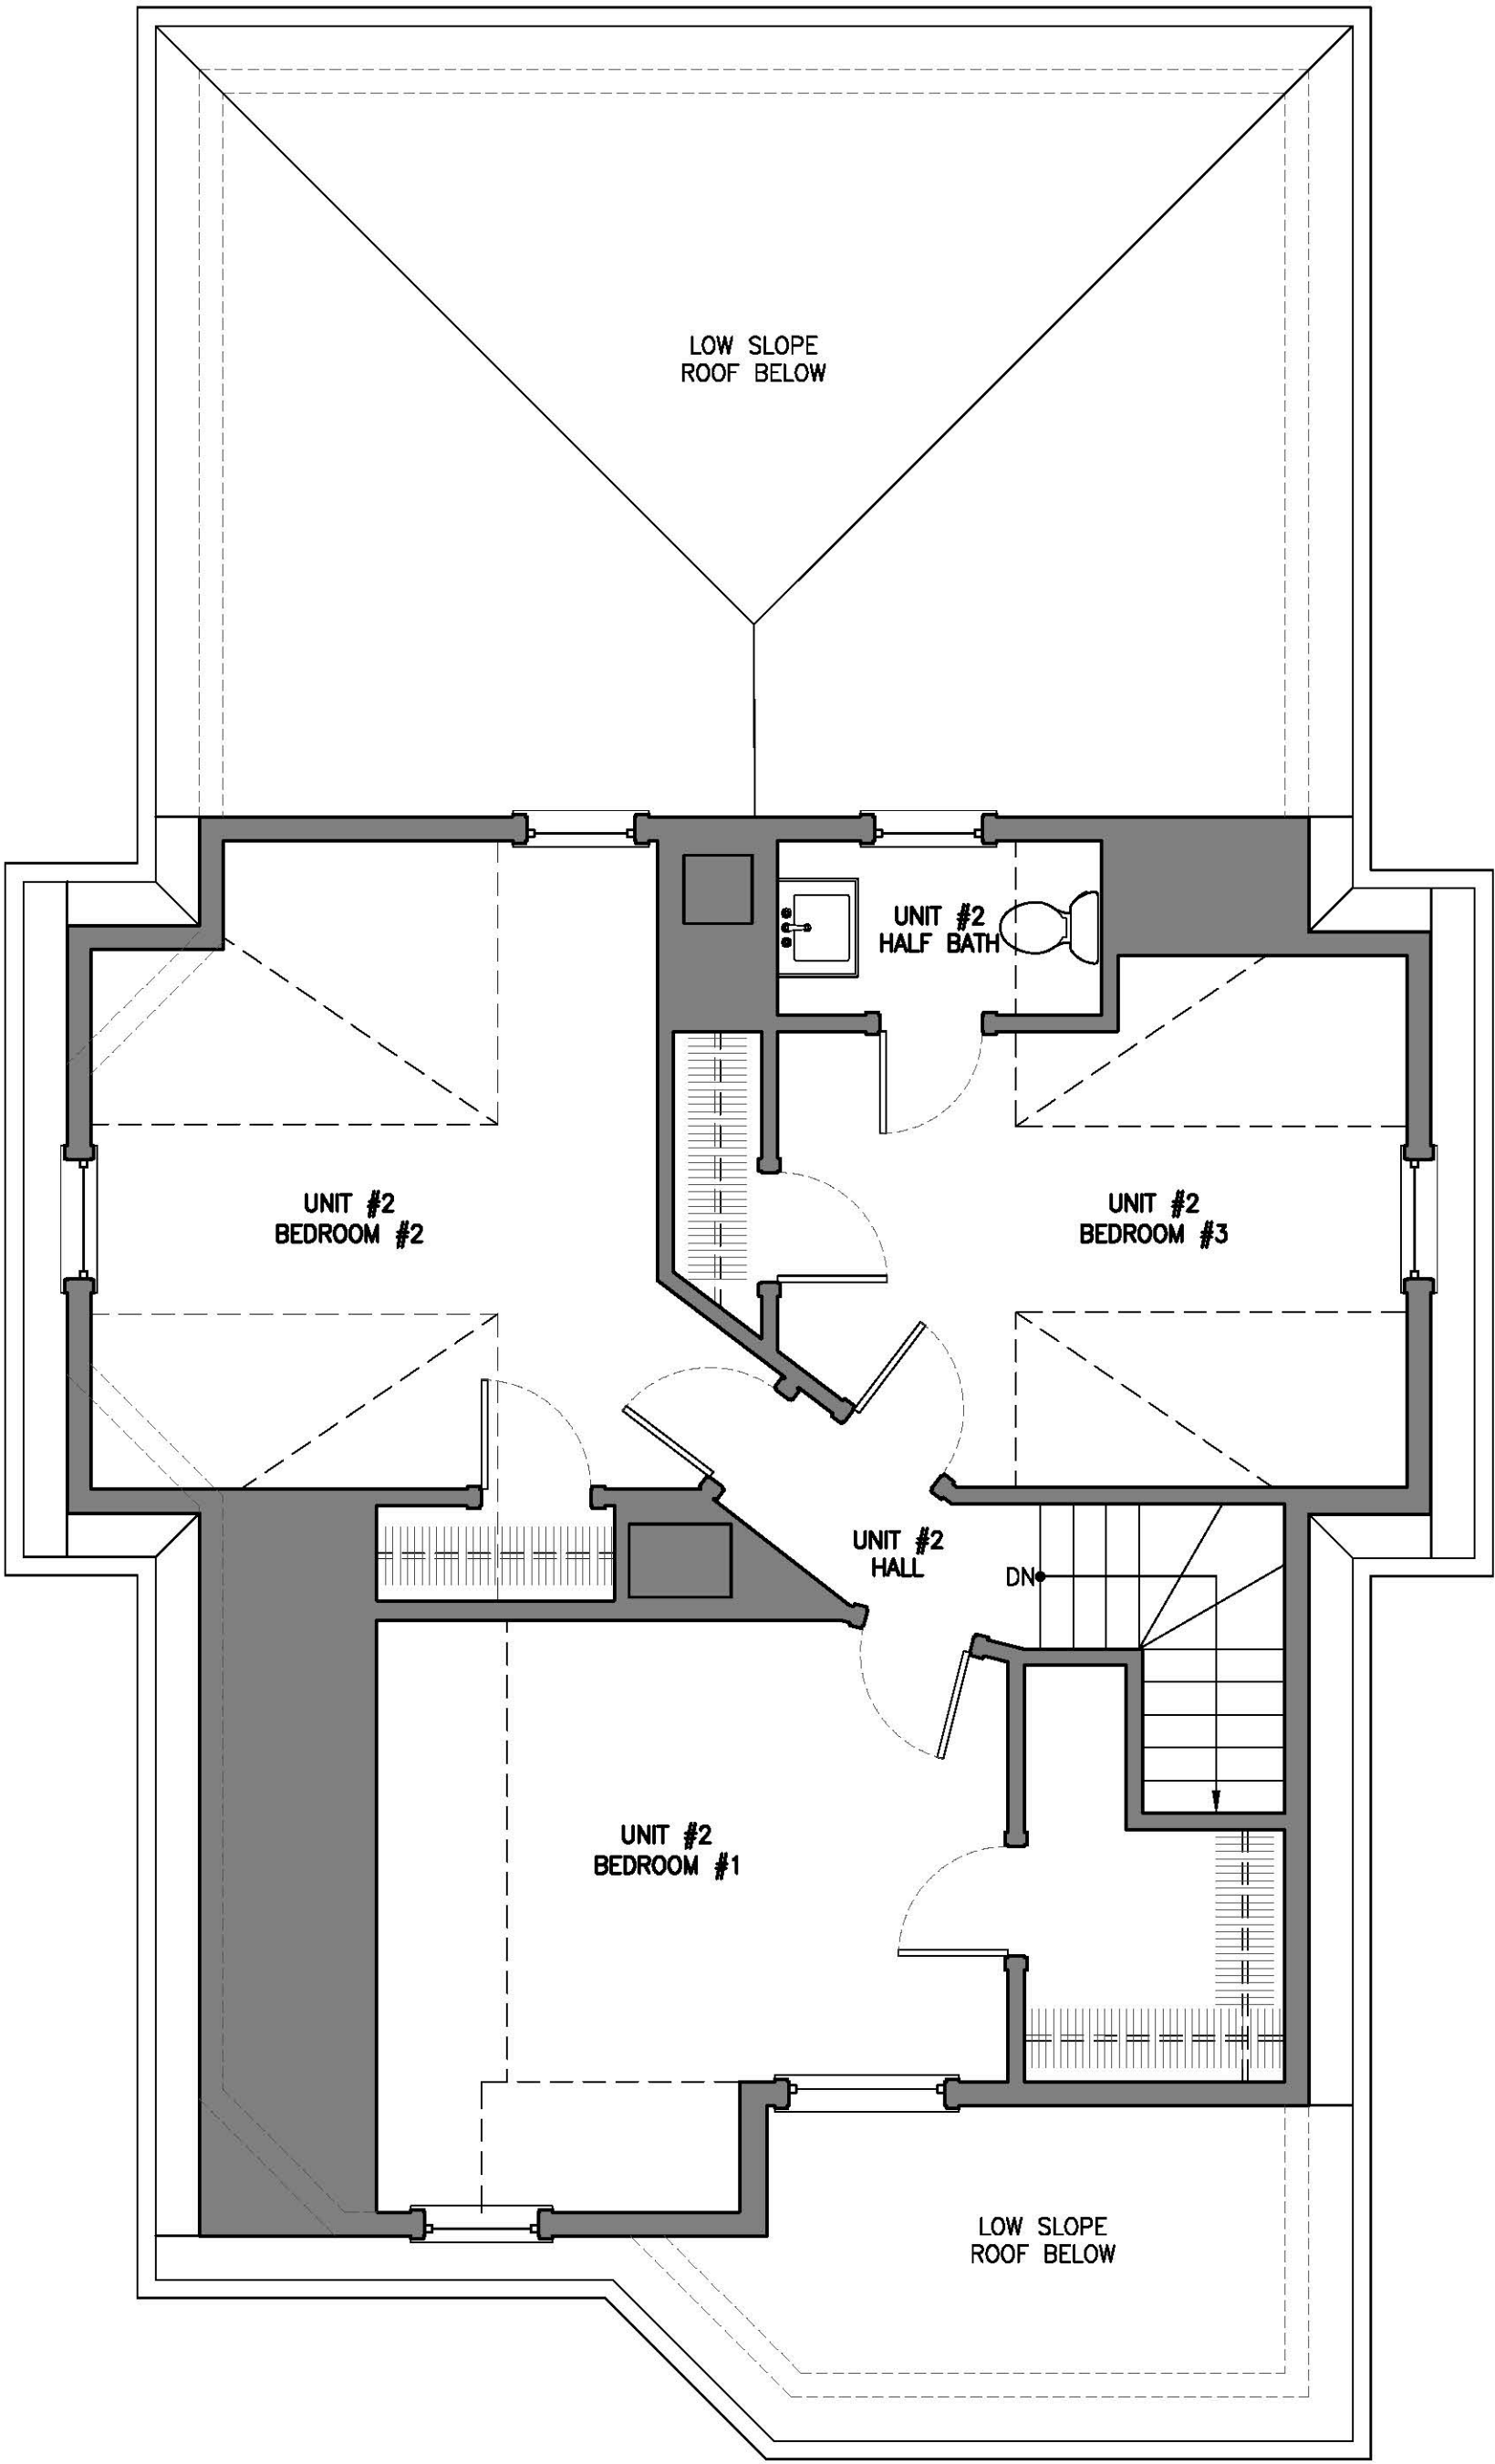 LOW SLOPE
ROOF BELOW
UNIT #2
HALF BATH
UNIT #2
BEDROOM #2
UNIT #2
BEDROOM #3
UNIT #2
HALL
DN
UNIT #2
BEDROOM #1
LOW SLOPE
ROOF BELOW